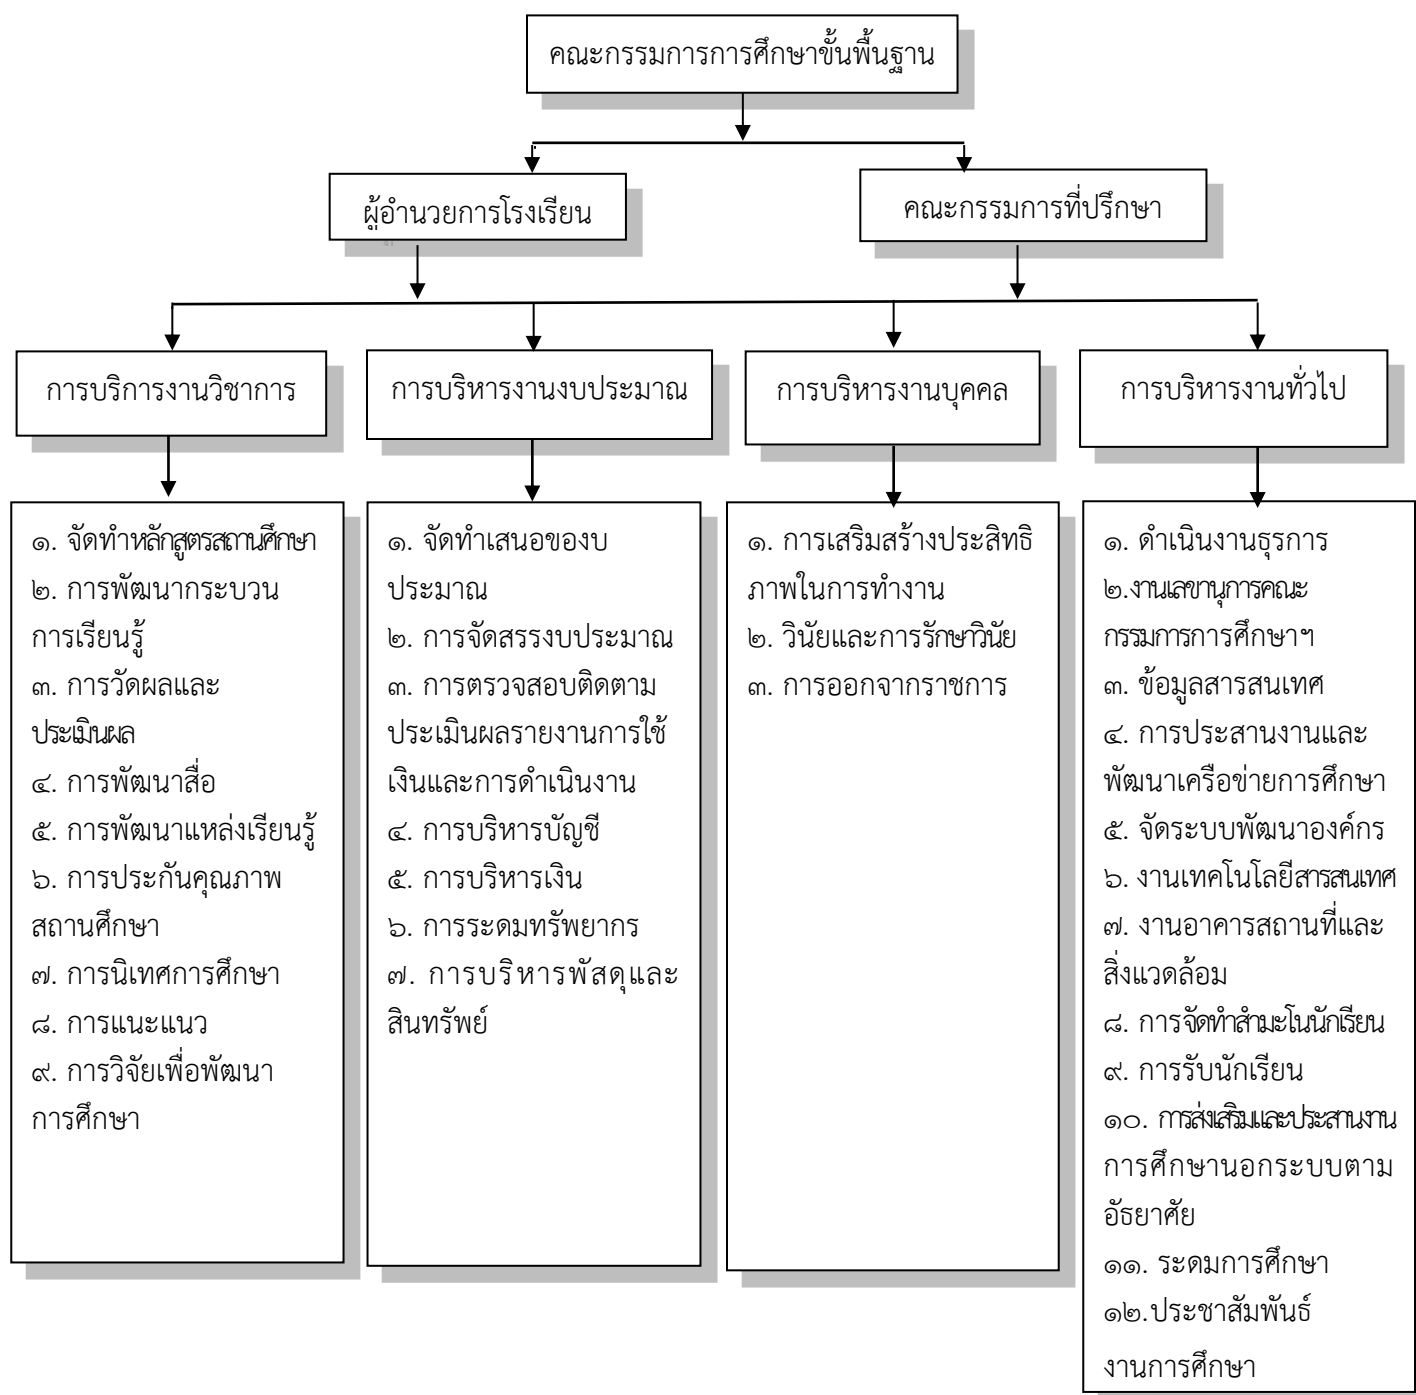 คณะกรรมการการศึกษาขั้นพื้นฐาน
ผู้อำนวยการโรงเรียน
คณะกรรมการที่ปรึกษา
การบริการงานวิชาการ
การบริหารงานงบประมาณ
การบริหารงานบุคคล
การบริหารงานทั่วไป
๑. จัดทำหลักสูตรสถานศึกษา
๒. การพัฒนากระบวน
การเรียนรู้
๓. การวัดผลและ
ประเมินผล
๔. การพัฒนาสื่อ
๕. การพัฒนาแหล่งเรียนรู้
๖. การประกันคุณภาพ
สถานศึกษา
๗. การนิเทศการศึกษา
๘. การแนะแนว
๙. การวิจัยเพื่อพัฒนา
การศึกษา
๑. จัดทำเสนอของบ
ประมาณ
๒. การจัดสรรงบประมาณ
๓. การตรวจสอบติดตาม
ประเมินผลรายงานการใช้
เงินและการดำเนินงาน
๔. การบริหารบัญชี
๕. การบริหารเงิน
๖. การระดมทรัพยากร
๗. การบริหารพัสดุและ
สินทรัพย์
๑. การเสริมสร้างประสิทธิ
ภาพในการทำงาน
๒. วินัยและการรักษาวินัย
๓. การออกจากราชการ
๑. ดำเนินงานธุรการ
๒.งานเลขานุการคณะ
กรรมการการศึกษาฯ
๓. ข้อมูลสารสนเทศ
๔. การประสานงานและ
พัฒนาเครือข่ายการศึกษา
๕. จัดระบบพัฒนาองค์กร
๖. งานเทคโนโลยีสารสนเทศ
๗. งานอาคารสถานที่และ
สิ่งแวดล้อม
๘. การจัดทำสำมะโนนักเรียน
๙. การรับนักเรียน
๑๐. การส่งเสริมและประสานงาน
การศึกษานอกระบบตาม
อัธยาศัย
๑๑. ระดมการศึกษา
๑๒.ประชาสัมพันธ์
งานการศึกษา